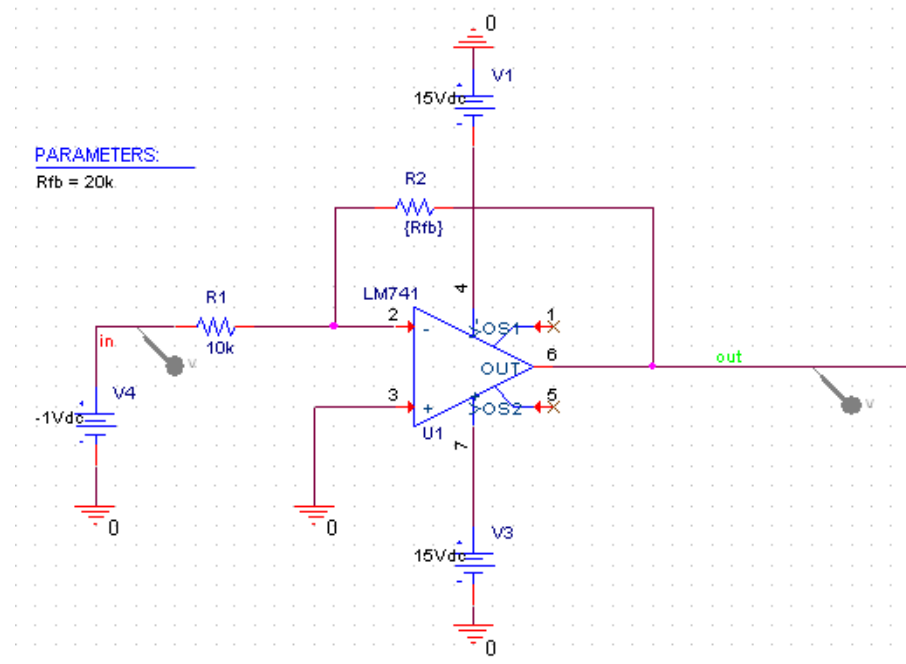 0
V1
15Vdc
PARAMETERS:
Rfb = 20k
R2
{Rfb}
4
LM741
R1
2
-
V-
OS1
1
in
10k
V
OUT
6
out
V
V4
-1Vdc
3
+
V+
OS2
5
U1
7
0
0
V3
15Vdc
0